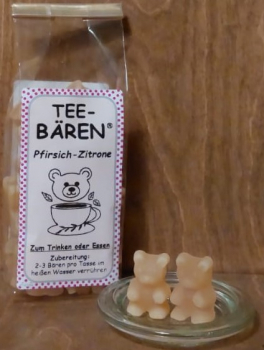 TEE-
BÄREN®
Pfirsich-Zitrone
Zum Trinken oder Essen
Zubereitung:
2-3 Bären pro Tasse im
heißen Wasser verrühren